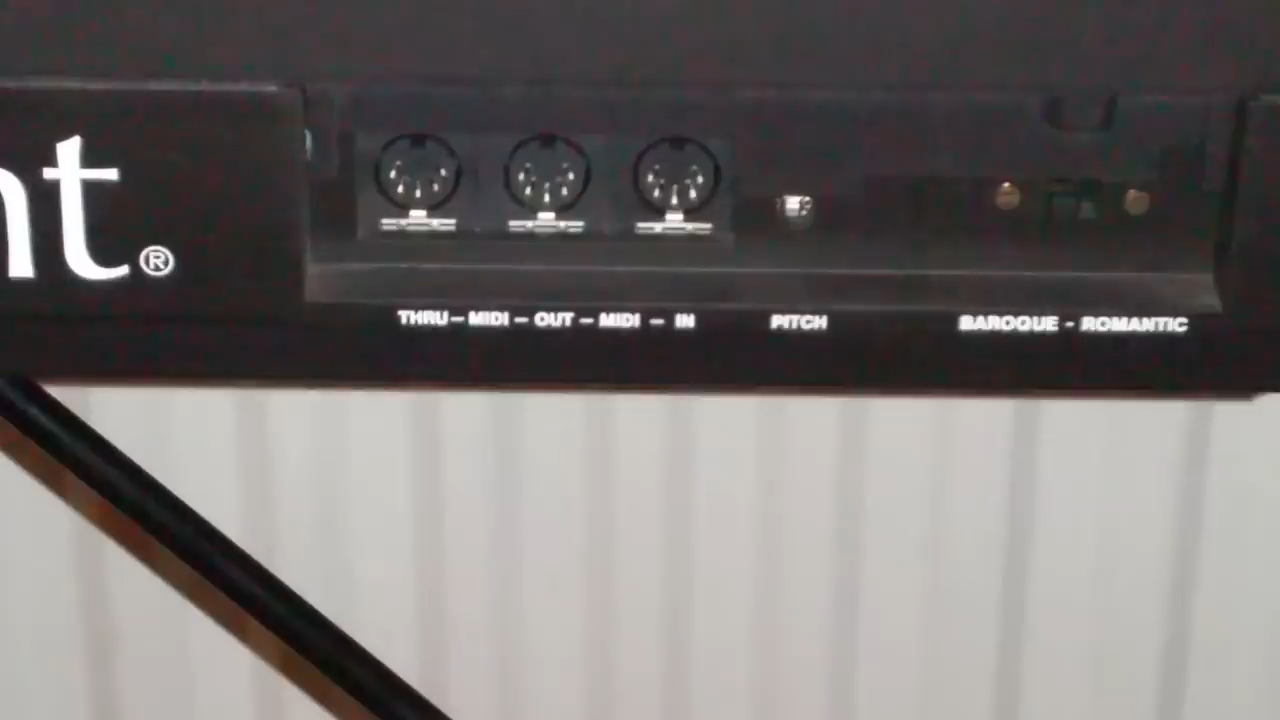 nt®
THRU — MIDI — OUT — MIDI — IN
PITCH
BAROQUE - ROMANTIC